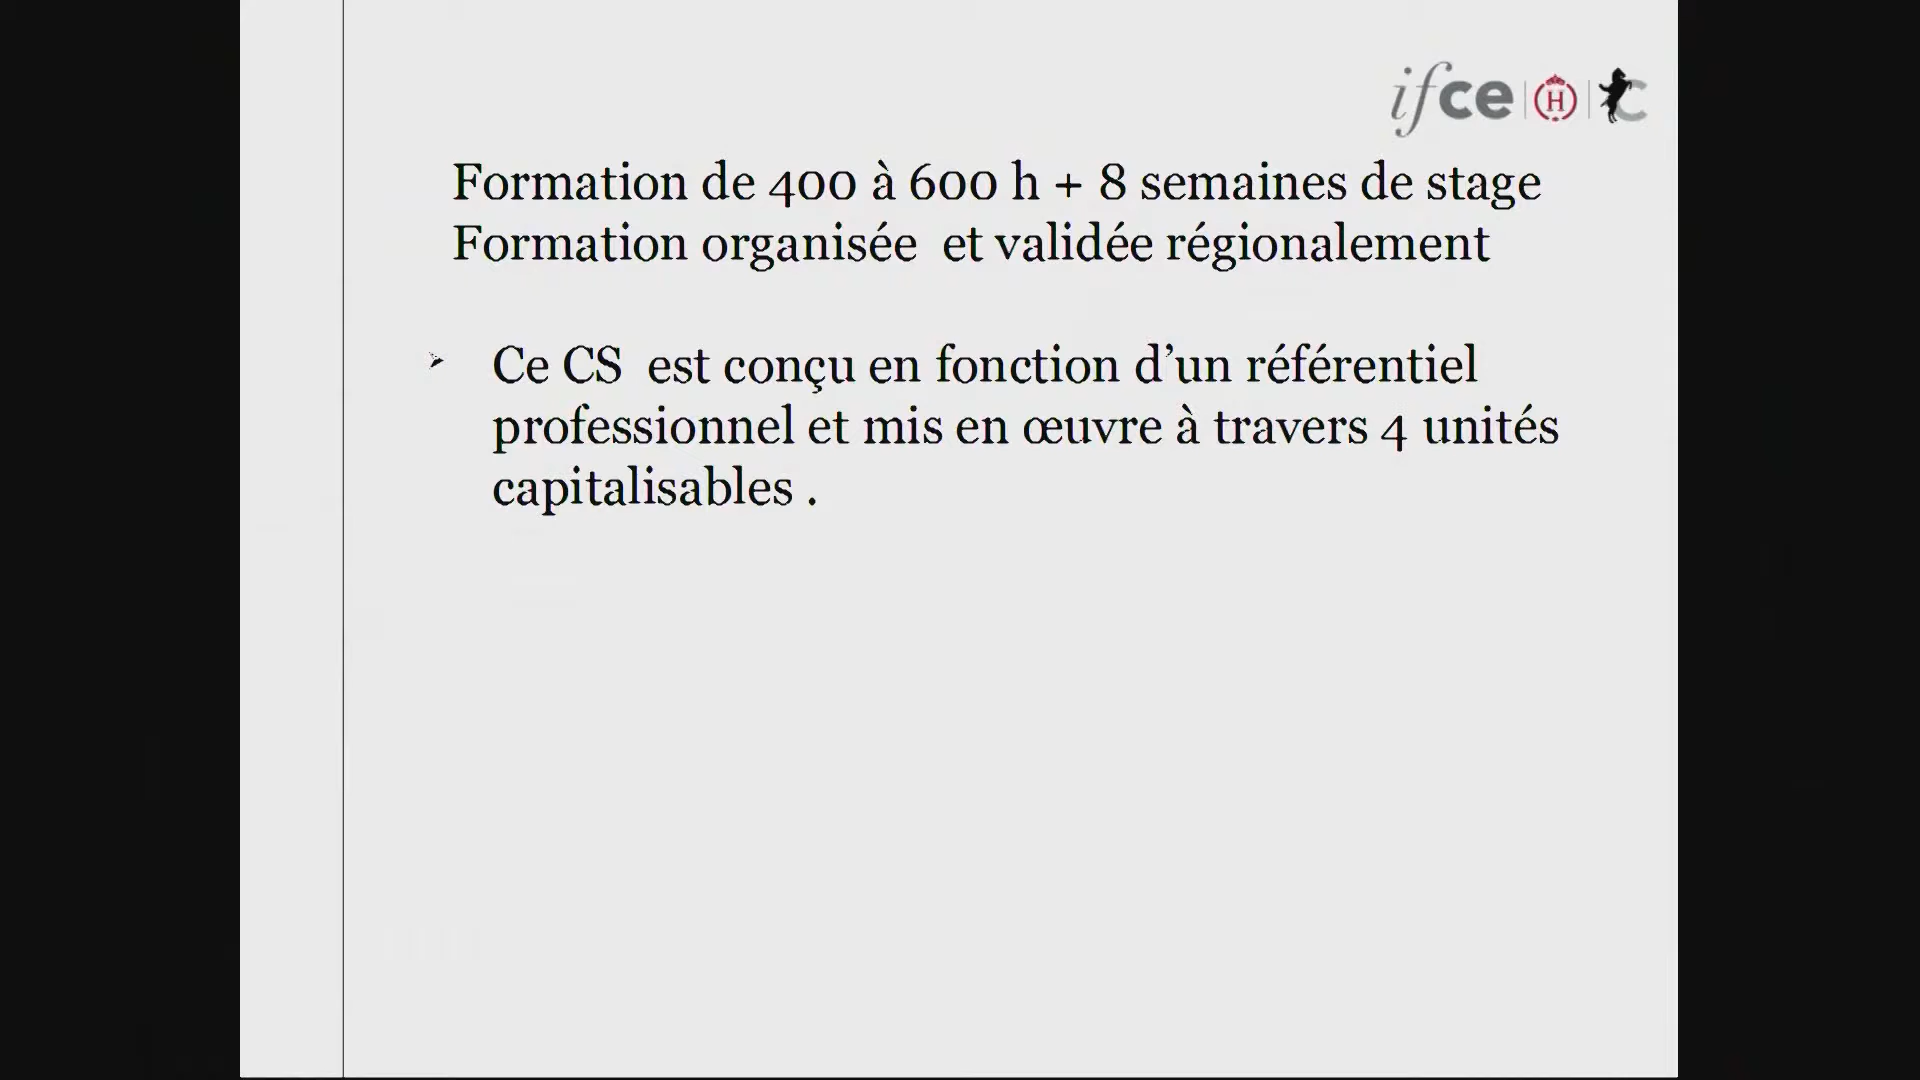 ifce | H | C
Formation de 400 à 600 h + 8 semaines de stage
Formation organisée  et validée régionalement
➢ Ce CS  est conçu en fonction d’un référentiel
professionnel et mis en œuvre à travers 4 unités
capitalisables .